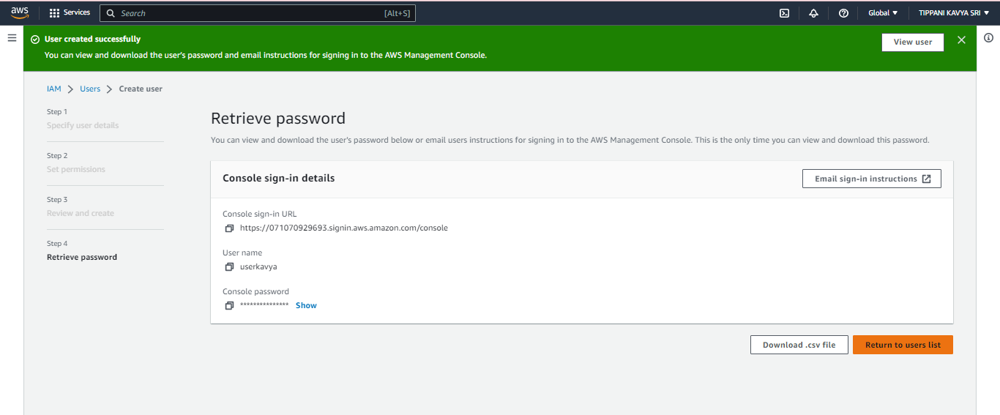 aws
Services
Search [Alt+S]
Global
TIPPANI KAVYA SRI
User created successfully
You can view and download the user's password and email instructions for signing in to the AWS Management Console.
View user
IAM > Users > Create user
Step 1
Specify user details
Step 2
Set permissions
Step 3
Review and create
Step 4
Retrieve password
Retrieve password
You can view and download the user's password below or email users instructions for signing in to the AWS Management Console. This is the only time you can view and download this password.
Console sign-in details
Email sign-in instructions
Console sign-in URL
https://071070929693.signin.aws.amazon.com/console
User name
userkavya
Console password
*************** Show
Download .csv file
Return to users list